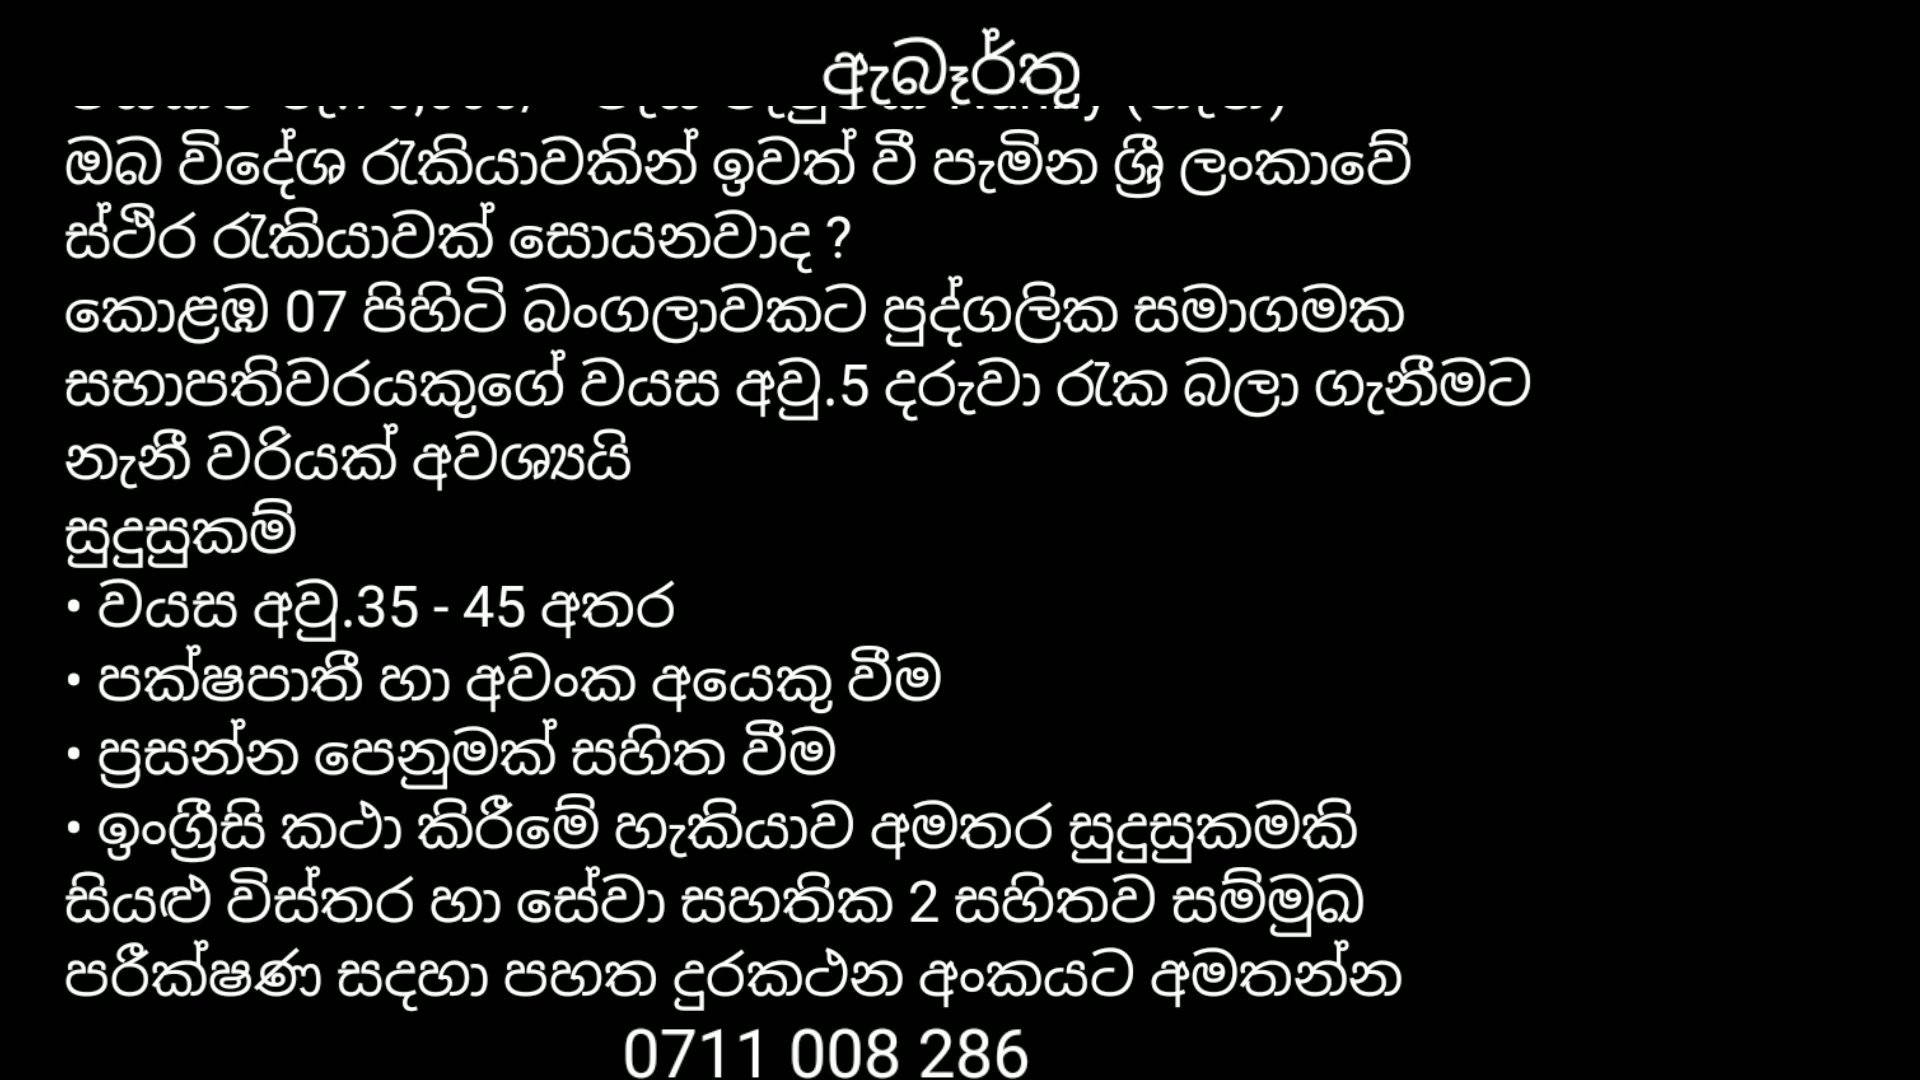 ඇබෑර්තු
ඔබ විදේශ රැකියාවකින් ඉවත් වී පැමින ශ්‍රී ලංකාවේ
ස්ථිර රැකියාවක් සොයනවාද ?
කොළඹ 07 පිහිටි බංගලාවකට පුද්ගලික සමාගමක
සභාපතිවරයකුගේ වයස අවු.5 දරුවා රැක බලා ගැනීමට
නැනී වරියක් අවශ්‍යයි
සුදුසුකම්
• වයස අවු.35 - 45 අතර
• පක්ෂපාතී හා අවංක අයෙකු වීම
• ප්‍රසන්න පෙනුමක් සහිත වීම
• ඉංග්‍රීසි කථා කිරීමේ හැකියාව අමතර සුදුසුකමකි
සියළු විස්තර හා සේවා සහතික 2 සහිතව සම්මුඛ
පරීක්ෂණ සදහා පහත දුරකථන අංකයට අමතන්න
0711 008 286